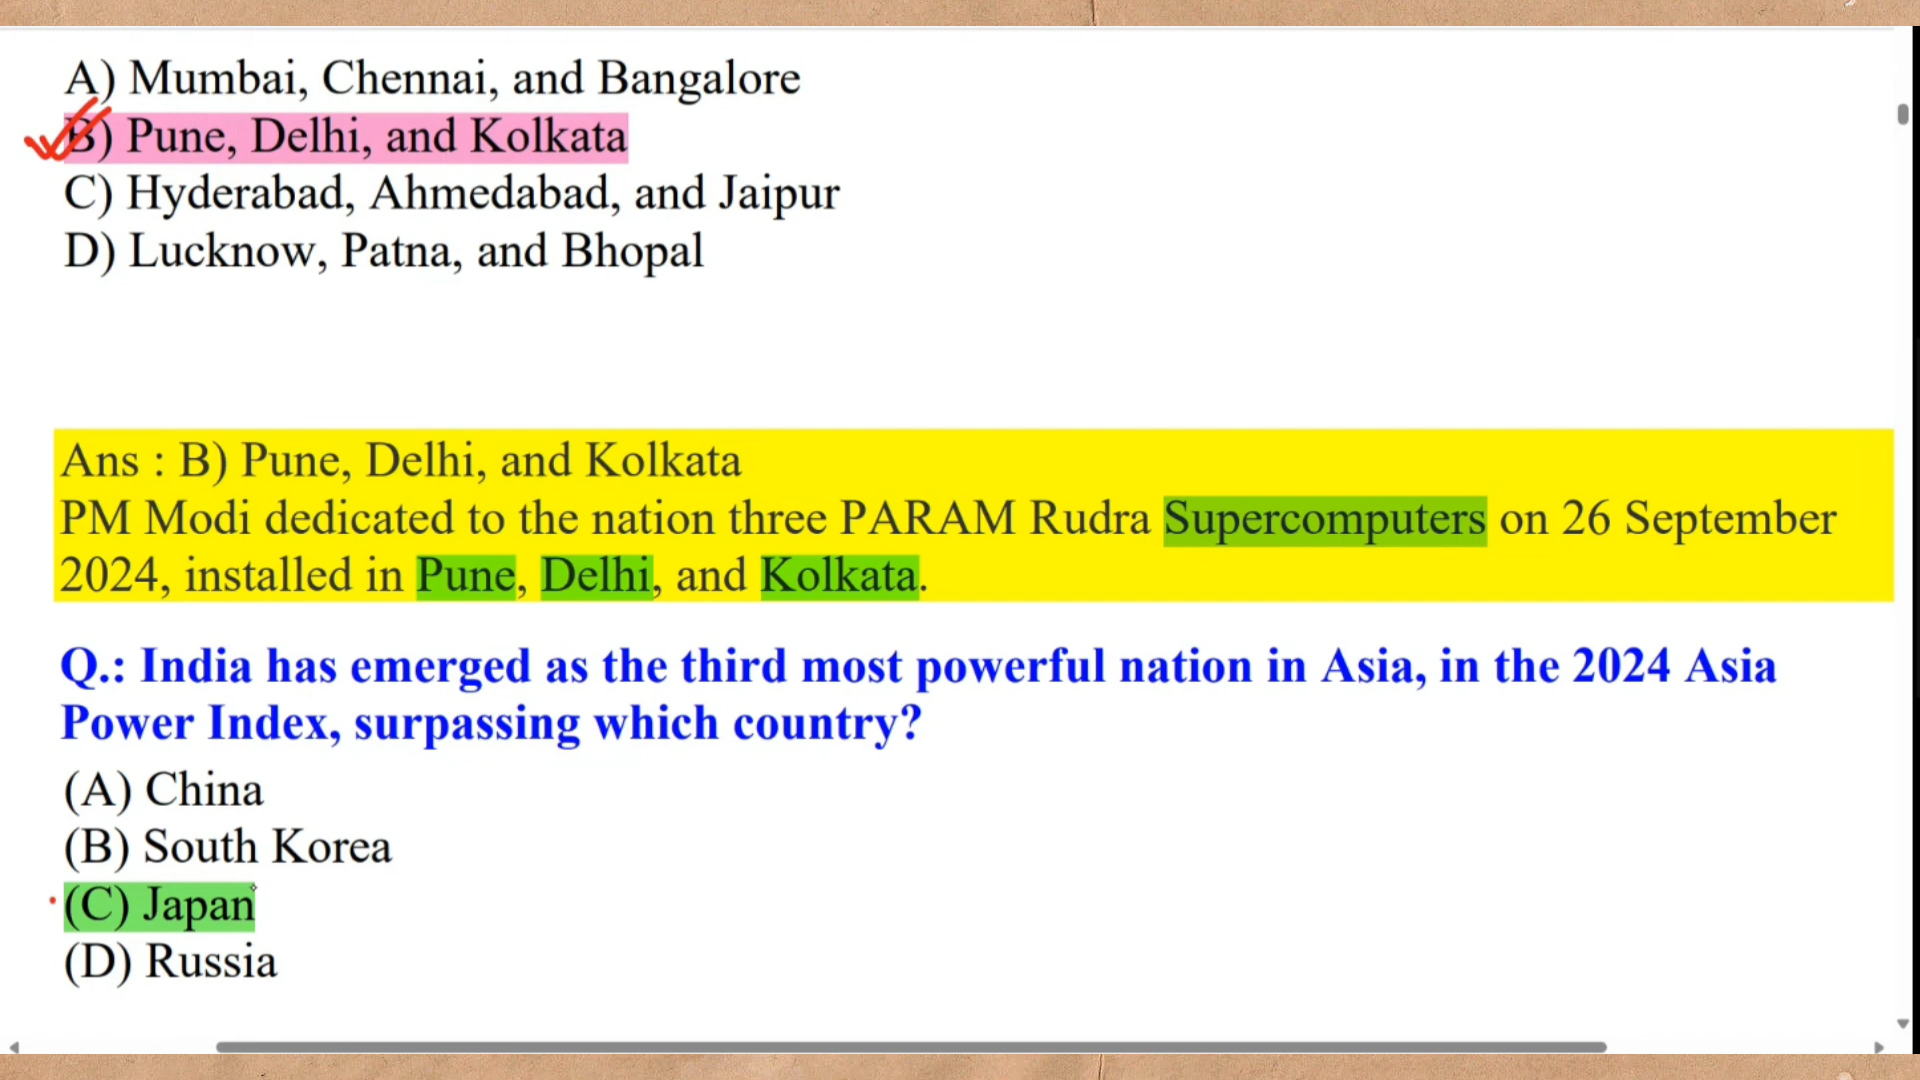 A) Mumbai, Chennai, and Bangalore
B) Pune, Delhi, and Kolkata
C) Hyderabad, Ahmedabad, and Jaipur
D) Lucknow, Patna, and Bhopal
Ans : B) Pune, Delhi, and Kolkata
PM Modi dedicated to the nation three PARAM Rudra Supercomputers on 26 September
2024, installed in Pune, Delhi, and Kolkata.
Q.: India has emerged as the third most powerful nation in Asia, in the 2024 Asia
Power Index, surpassing which country?
(A) China
(B) South Korea
(C) Japan
(D) Russia